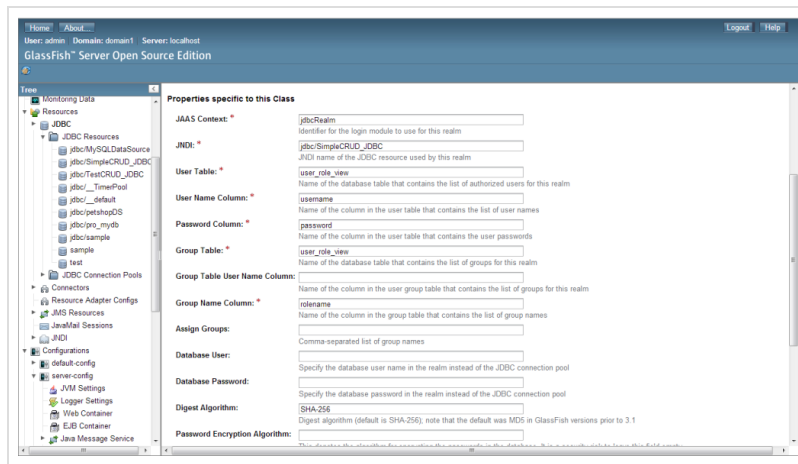 Home About... Logout Help
User: admin Domain: domain1 Server: localhost
GlassFish™ Server Open Source Edition
Tree
Monitoring Data
Resources
JDBC
JDBC Resources
jdbc/MySQLDataSource
jdbc/SimpleCRUD_JDBC
jdbc/TestCRUD_JDBC
jdbc/__TimerPool
jdbc/__default
jdbc/petshopDS
jdbc/pro_mydb
jdbc/sample
sample
test
JDBC Connection Pools
Connectors
Resource Adapter Configs
JMS Resources
JavaMail Sessions
JNDI
Configurations
default-config
server-config
JVM Settings
Logger Settings
Web Container
EJB Container
Java Message Service
Properties specific to this Class
JAAS Context: * jdbcRealm
Identifier for the login module to use for this realm
JNDI: * jdbc/SimpleCRUD_JDBC
JNDI name of the JDBC resource used by this realm
User Table: * user_role_view
Name of the database table that contains the list of authorized users for this realm
User Name Column: * username
Name of the column in the user table that contains the list of user names
Password Column: * password
Name of the column in the user table that contains the user passwords
Group Table: * user_role_view
Name of the database table that contains the list of groups for this realm
Group Table User Name Column:
Name of the column in the user group table that contains the list of groups for this realm
Group Name Column: * rolename
Name of the column in the group table that contains the list of group names
Assign Groups:
Comma-separated list of group names
Database User:
Specify the database user name in the realm instead of the JDBC connection pool
Database Password:
Specify the database password in the realm instead of the JDBC connection pool
Digest Algorithm: SHA-256
Digest algorithm (default is SHA-256); note that the default was MD5 in GlassFish versions prior to 3.1
Password Encryption Algorithm: